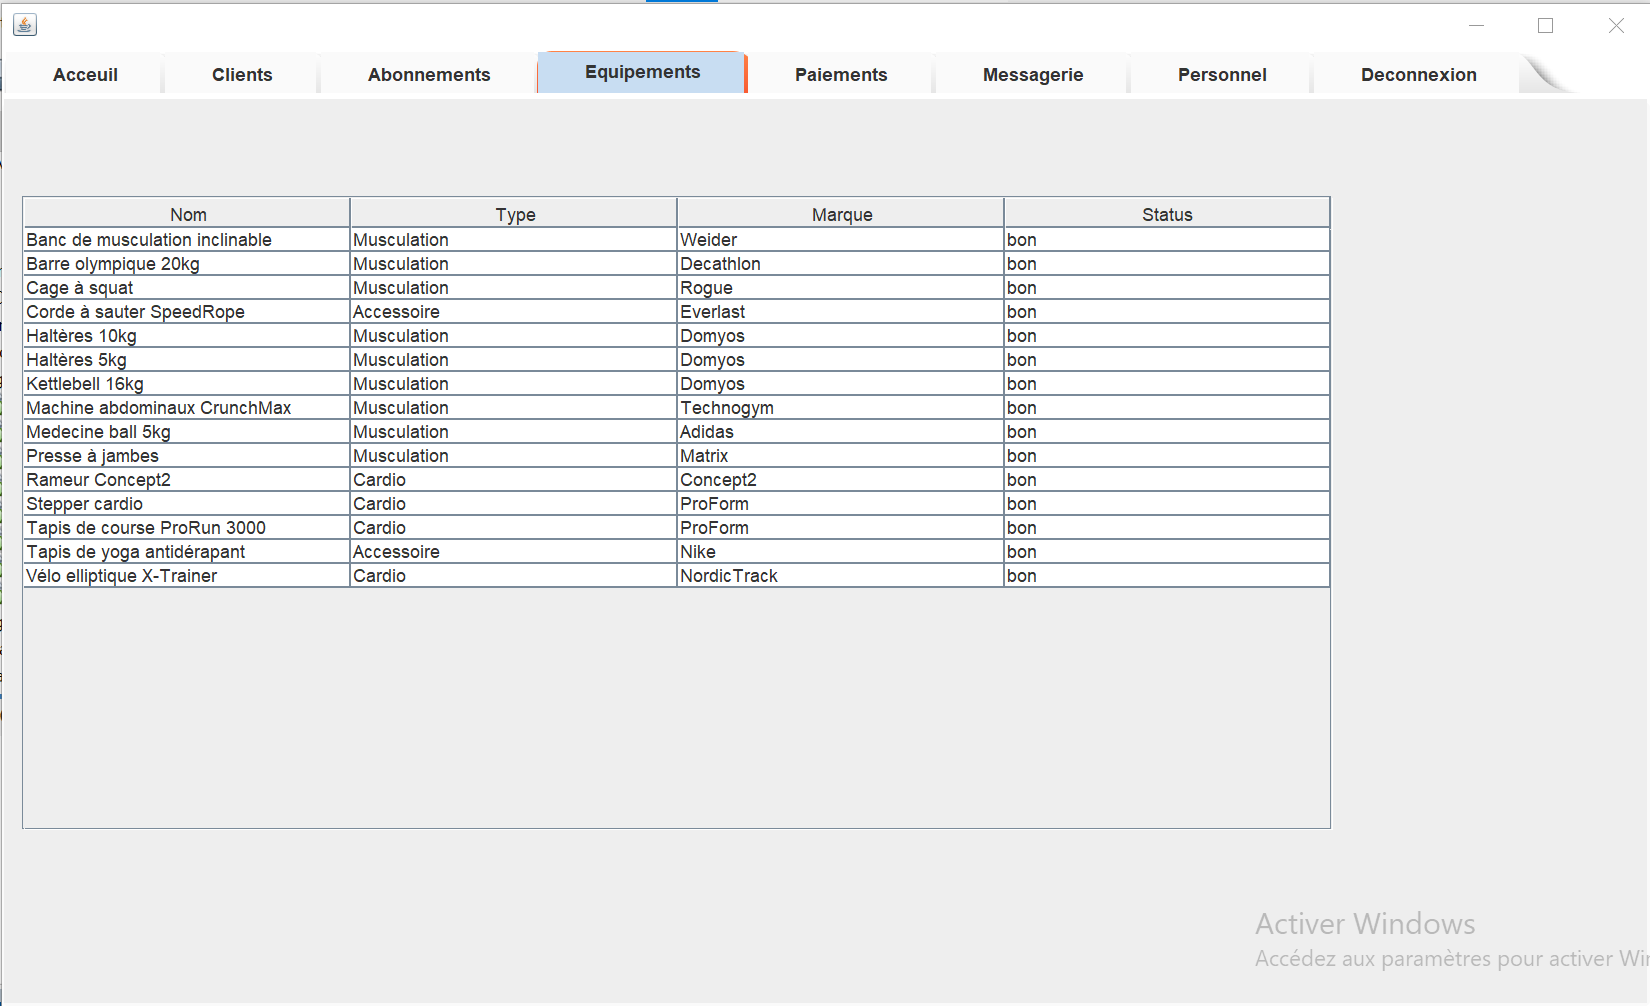 Acceuil Clients Abonnements Equipements Paiements Messagerie Personnel Deconnexion
Nom Type Marque Status
Banc de musculation inclinable Musculation Weider bon
Barre olympique 20kg Musculation Decathlon bon
Cage à squat Musculation Rogue bon
Corde à sauter SpeedRope Accessoire Everlast bon
Haltères 10kg Musculation Domyos bon
Haltères 5kg Musculation Domyos bon
Kettlebell 16kg Musculation Domyos bon
Machine abdominaux CrunchMax Musculation Technogym bon
Medecine ball 5kg Musculation Adidas bon
Presse à jambes Musculation Matrix bon
Rameur Concept2 Cardio Concept2 bon
Stepper cardio Cardio ProForm bon
Tapis de course ProRun 3000 Cardio ProForm bon
Tapis de yoga antidérapant Accessoire Nike bon
Vélo elliptique X-Trainer Cardio NordicTrack bon
Activer Windows
Accédez aux paramètres pour activer